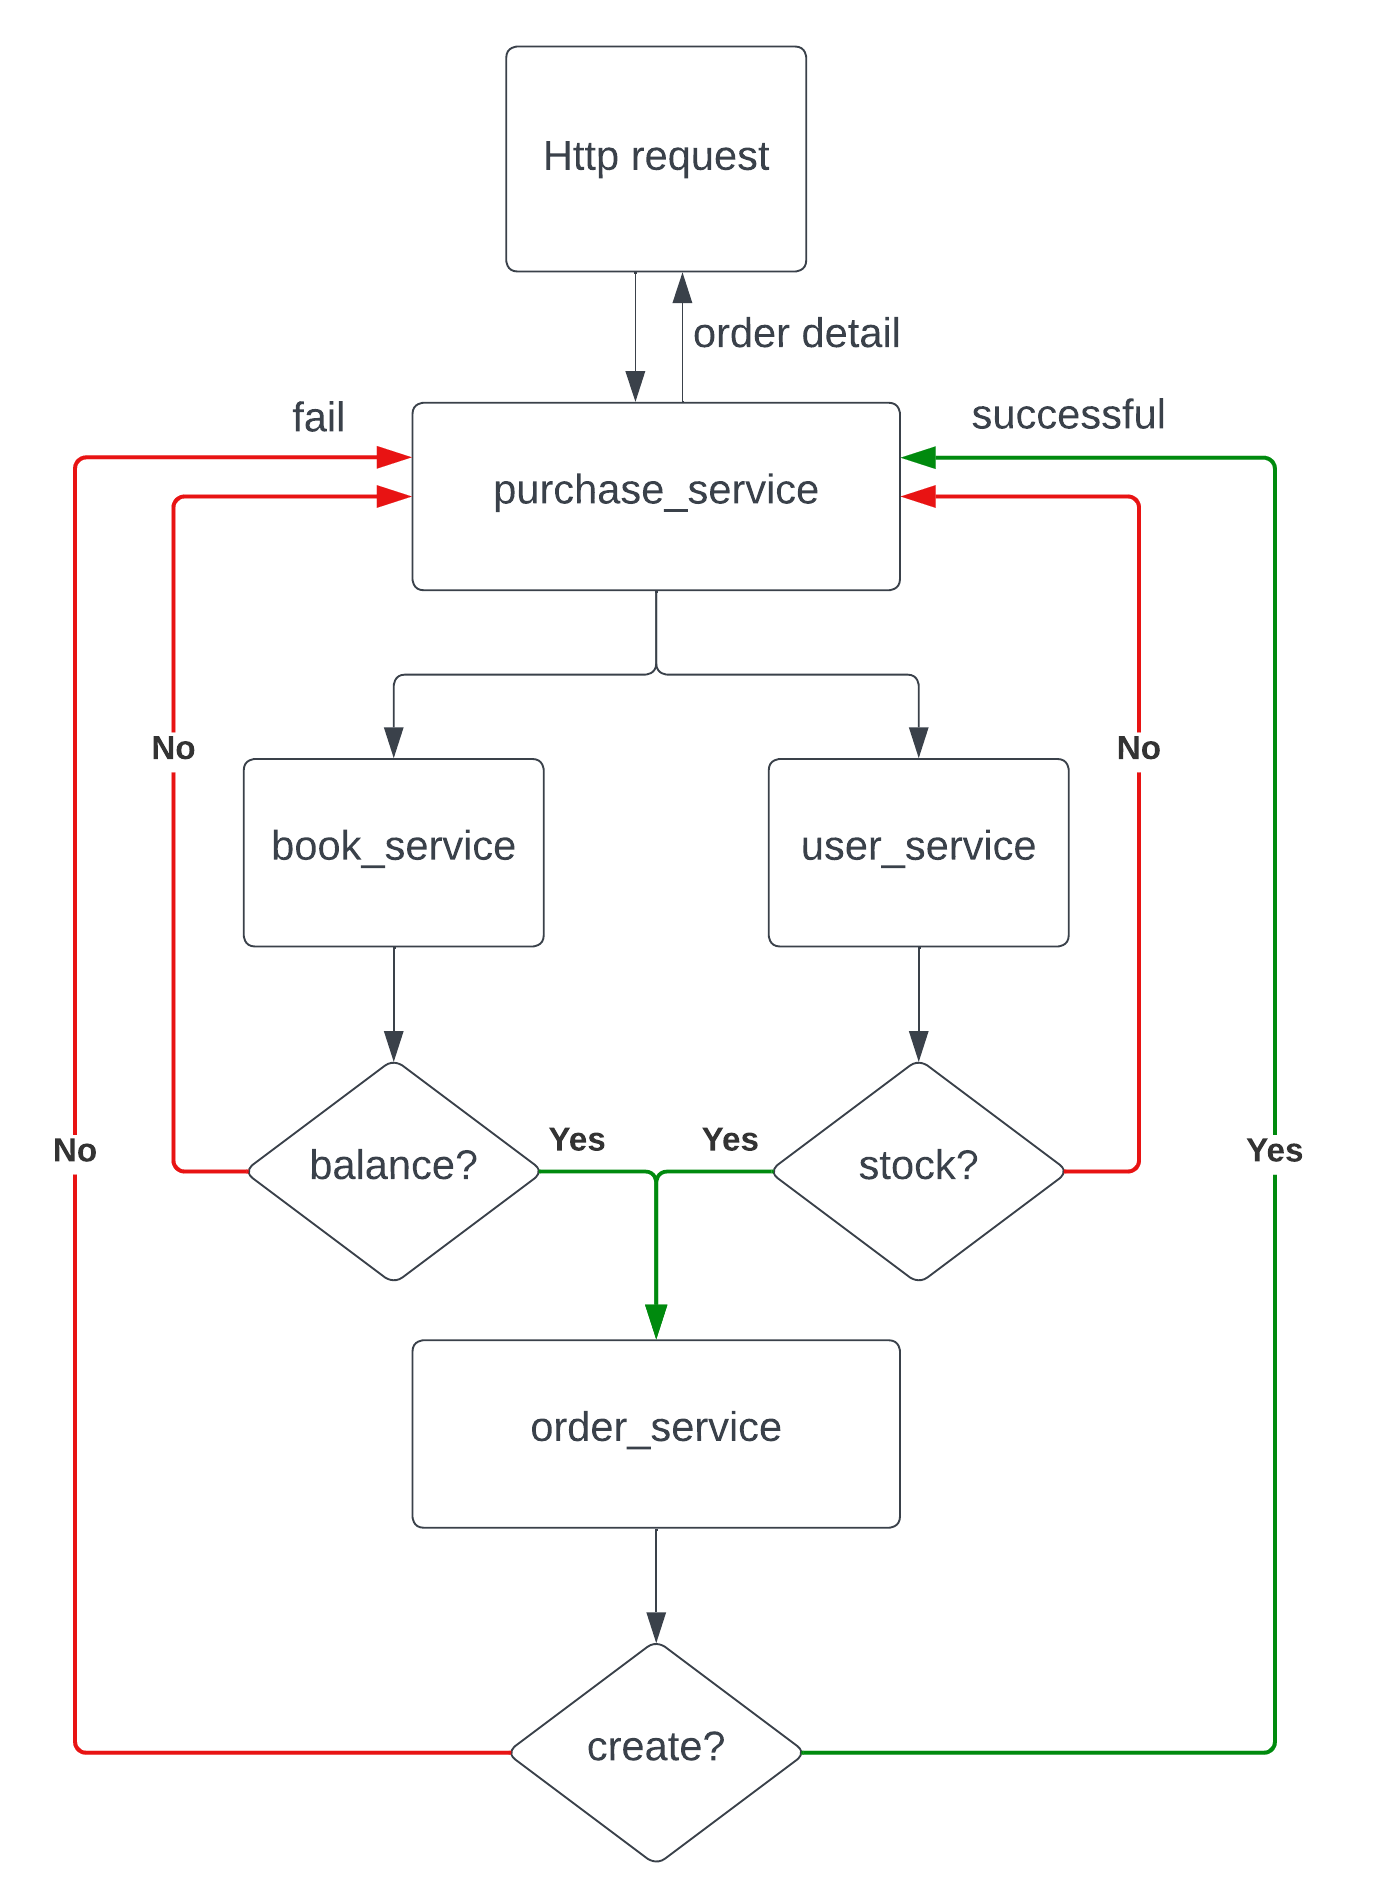 Http request
order detail
fail
successful
purchase_service
No
No
book_service
user_service
Yes
Yes
No
balance?
stock?
Yes
order_service
create?